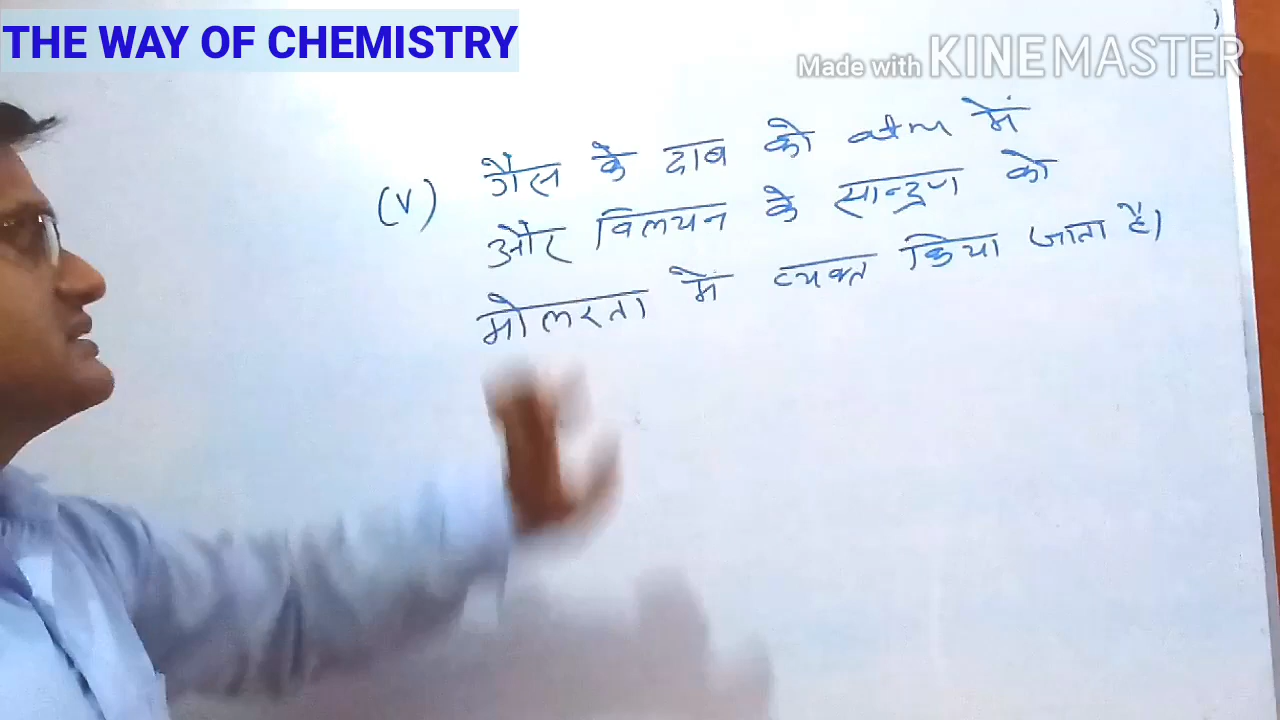 THE WAY OF CHEMISTRY
Made with KINEMASTER
(v) गैस के दाब को atm में
और विलयन के सान्द्रण को
मोलरता में व्यक्त किया जाता है।